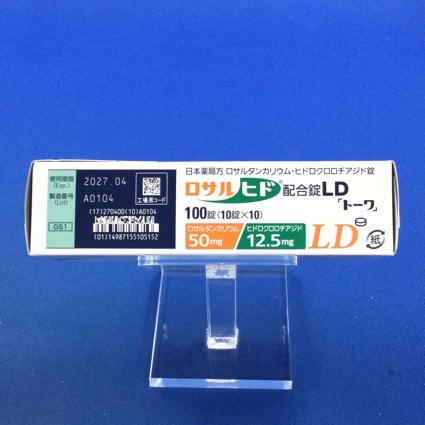 使用期限
(Exp.)
2027.04
製造番号
(Lot)
A0104
工場用コード
GS1
(17)270400(10)A0104
(01)14987155105152
日本薬局方 ロサルタンカリウム・ヒドロクロロチアジド錠
ロサルヒド®配合錠LD
「トーワ」
100錠(10錠×10)
ロサルタンカリウム
50mg
ヒドロクロロチアジド
12.5mg
LD
紙